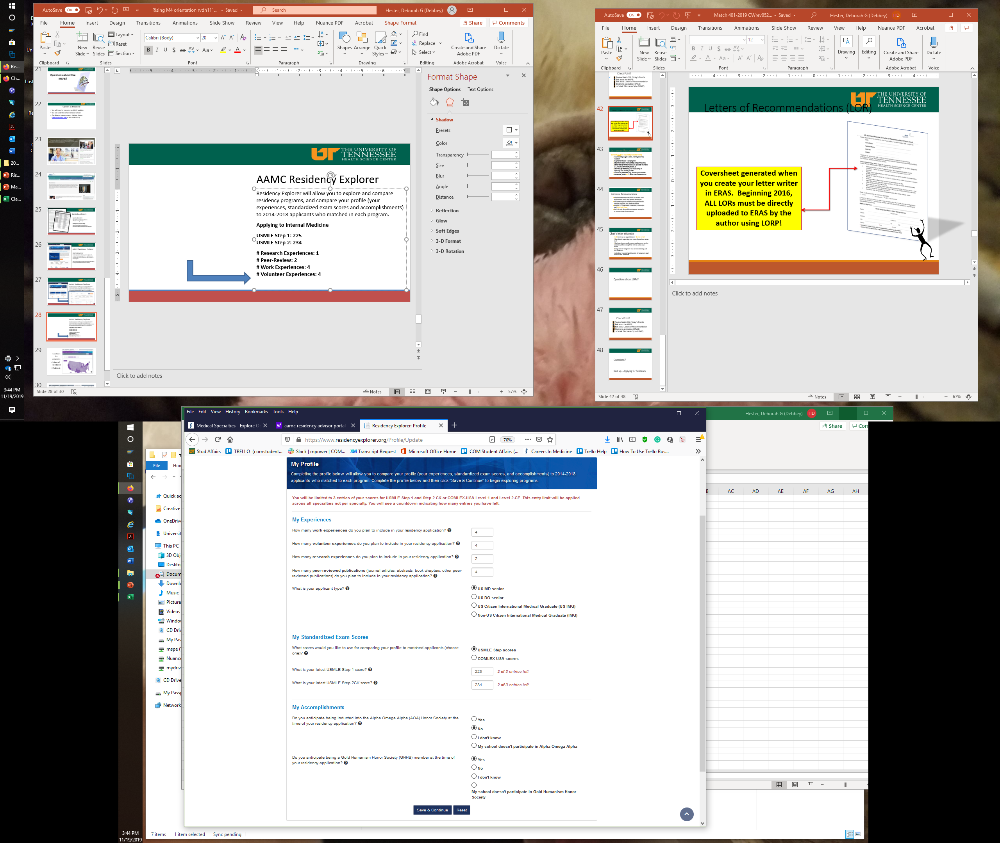 AutoSave On Rising M4 orientation rvdh111... - Saved Search Hester, Deborah G (Debbey)
File Home Insert Design Transitions Animations Slide Show Review View Help Nuance PDF Acrobat Shape Format Share Comments
Calibri (Body) 20
Layout Reset Section
Find Replace Select
Paste New Slide Reuse Slides Shapes Arrange Quick Styles Create and Share Adobe PDF Dictate
Clipboard Slides Font Paragraph Drawing Editing Adobe Acrobat Voice
21
Questions about the MSPE?
22
Careers in Medicine
23
24
25
26
AAMC Residency Explorer
27
AAMC Residency Explorer
28
AAMC Residency Explorer
29
30
THE UNIVERSITY OF
TENNESSEE
HEALTH SCIENCE CENTER
AAMC Residency Explorer
Residency Explorer will allow you to explore and compare
residency programs, and compare your profile (your
experiences, standardized exam scores and accomplishments)
to 2014-2018 applicants who matched in each program.
Applying to Internal Medicine
USMLE Step 1: 225
USMLE Step 2: 234
# Research Experiences: 1
# Peer-Review: 2
# Work Experiences: 4
# Volunteer Experiences: 4
Click to add notes
Slide 28 of 30 Notes 57%
Format Shape
Shape Options Text Options
Shadow
Presets
Color
Transparency
Size
Blur
Angle
Distance
Reflection
Glow
Soft Edges
3-D Format
3-D Rotation
AutoSave On Match 401-2019 CWrev052... - Saved Hester, Deborah G (Debbey) HD
File Home Insert Design Transitions Animations Slide Show Review View Help Nuance PDF Acrobat
12
Paste New Slide Reuse Slides Drawing Editing Create and Share Adobe PDF Dictate
Clipboard Slides Font Paragraph Adobe Acrobat Voice
Check Point!
42
43
44
Letters of Recommendation
45
Chair's letter etiquette
46
Questions about LORs?
47
Check Point!
48
Questions?
Next up... Applying for Residency
THE UNIVERSITY OF
TENNESSEE
HEALTH SCIENCE CENTER
Letters of Recommendations (LOR)
Coversheet generated when
you create your letter writer
in ERAS. Beginning 2016,
ALL LORs must be directly
uploaded to ERAS by the
author using LORP!
Click to add notes
Slide 42 of 48 Notes 67%
Re...
Ch...
20...
Ris...
Ma...
Cla...
3:44 PM
11/19/2019
File Edit View History Bookmarks Tools Help
Medical Specialties - Explore O aamc residency advisor portal Residency Explorer: Profile
https://www.residencyexplorer.org/Profile/Update 70%
Stud Affairs TRELLO (comstudent... Slack | mpower | COM... Transcript Request Microsoft Office Home COM Student Affairs (... Careers In Medicine Trello Help How To Use Trello Bus...
My Profile
Completing the profile below will allow you to compare your profile (your experiences, standardized exam scores, and accomplishments) to 2014-2018
applicants who matched to each program. Complete the profile below and then click "Save & Continue" to begin exploring programs.
You will be limited to 3 entries of your scores for USMLE Step 1 and Step 2 CK or COMLEX-USA Level 1 and Level 2-CE. This entry limit will be applied
across all specialties not per specialty. You will see a countdown indicating how many entries you have left.
My Experiences
How many work experiences do you plan to include in your residency application? 4
How many volunteer experiences do you plan to include in your residency application? 4
How many research experiences do you plan to include in your residency application? 2
How many peer-reviewed publications (journal articles, abstracts, book chapters, other peer-
reviewed publications) do you plan to include in your residency application? 4
What is your applicant type? US MD senior
US DO senior
US Citizen International Medical Graduate (US IMG)
Non-US Citizen International Medical Graduate (IMG)
My Standardized Exam Scores
What scores would you like to use for comparing your profile to matched applicants (choose
one)?
USMLE Step scores
COMLEX USA scores
What is your latest USMLE Step 1 score? 225 2 of 3 entries left
What is your latest USMLE Step 2CK score? 234 2 of 3 entries left
My Accomplishments
Do you anticipate being inducted into the Alpha Omega Alpha (AOA) Honor Society at the
time of your residency application?
Yes
No
I don't know
My school doesn't participate in Alpha Omega Alpha
Do you anticipate being a Gold Humanism Honor Society (GHHS) member at the time of
your residency application?
Yes
No
I don't know
My school doesn't participate in Gold Humanism Honor
Society
Save & Continue Reset
File Hom
Quick ac
Creative
OneDrive
Universit
This PC
3D Obje
Desktop
Docum
Downlo
Music
Picture
Videos
Window
CD Driv
My Pas
mspe (
Nuance
mydriv
CD Drive
My Passp
Network
7 items 1 item selected Sync pending
Hester, Deborah G (Debbey) HD
Share Com
B AC AD AE AF AG AH
3:44 PM
11/19/2019